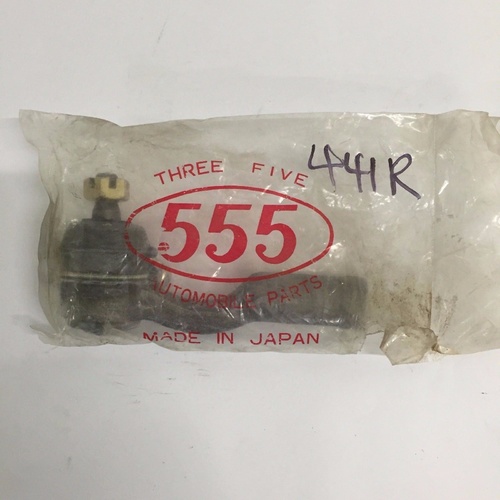 THREE FIVE
441R
555
AUTOMOBILE PARTS
MADE IN JAPAN